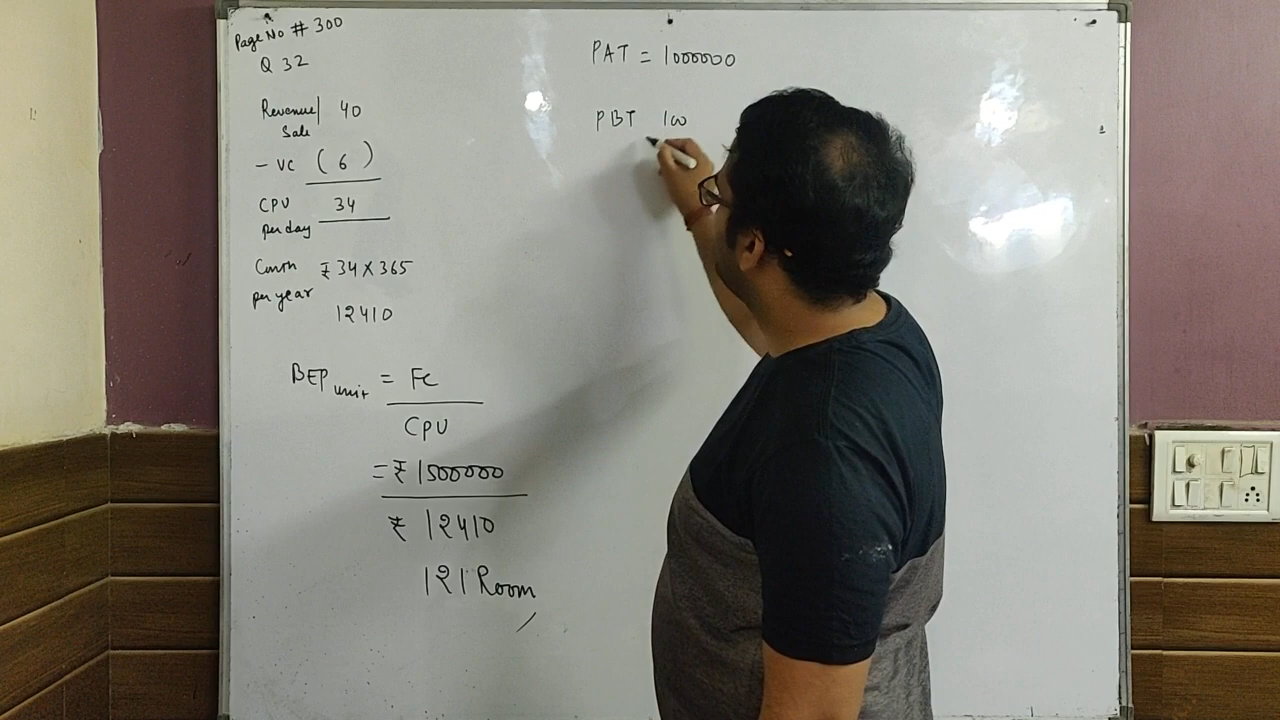 Page No # 300
Q 32
Revenue/ Sale 40
- VC (6)
CPU per day 34
Contn per year ₹34 X 365
12410
BEP unit = FC
CPU
= ₹ 1500000
₹ 12410
121 Room
PAT = 1000000
PBT 100